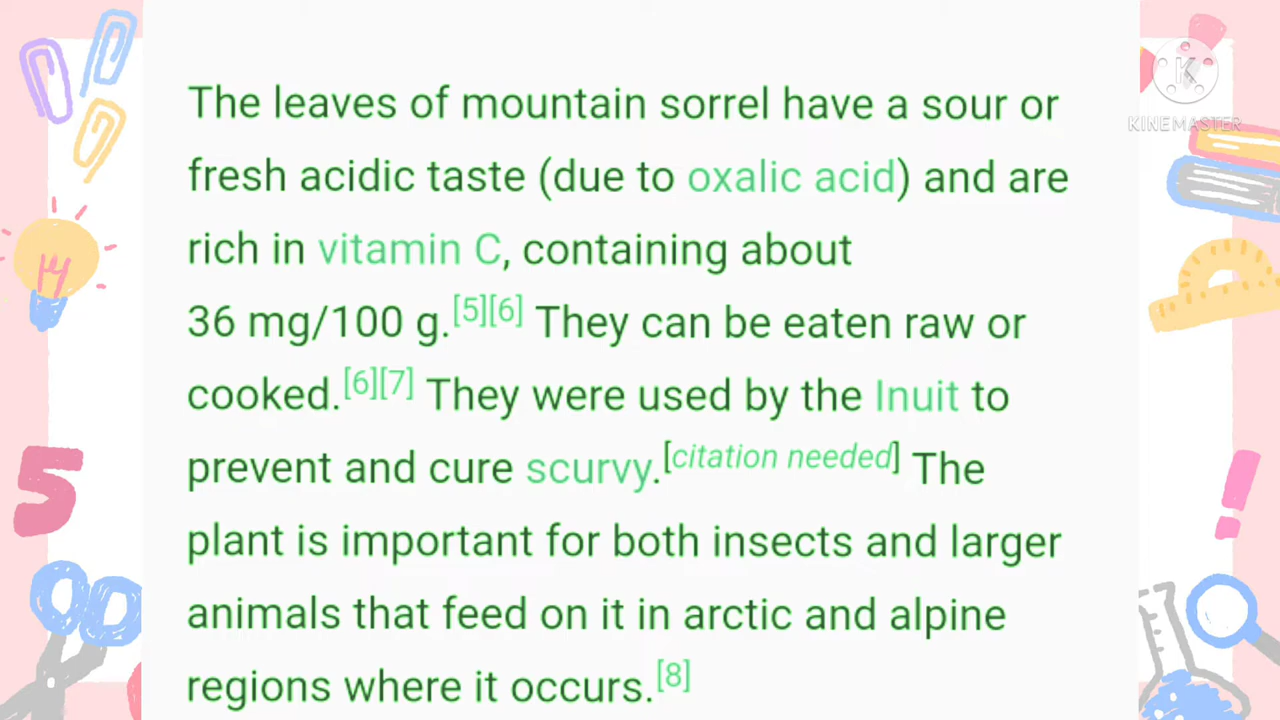 The leaves of mountain sorrel have a sour or
fresh acidic taste (due to oxalic acid) and are
rich in vitamin C, containing about
36 mg/100 g.[5][6] They can be eaten raw or
cooked.[6][7] They were used by the Inuit to
prevent and cure scurvy.[citation needed] The
plant is important for both insects and larger
animals that feed on it in arctic and alpine
regions where it occurs.[8]
K
KINEMASTER
5
!